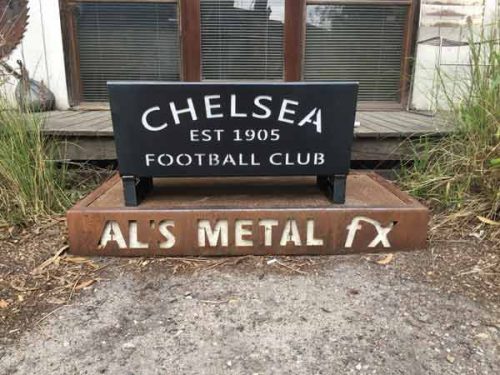 CHELSEA
EST 1905
FOOTBALL CLUB
AL'S METAL fx